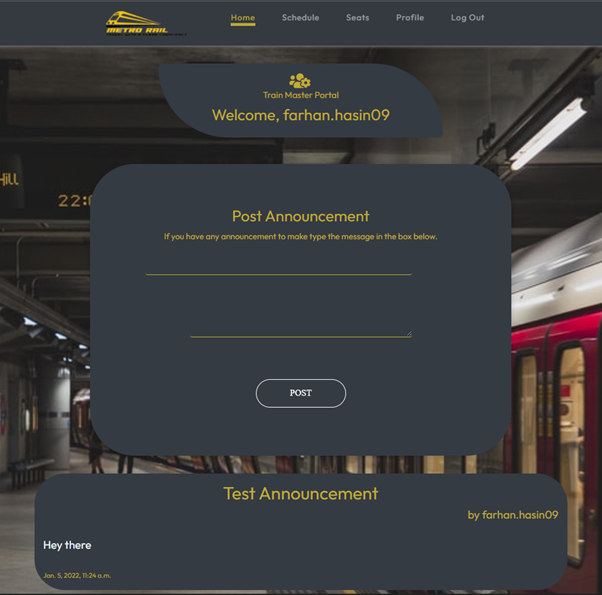 METRO RAIL
Home Schedule Seats Profile Log Out
Train Master Portal
Welcome, farhan.hasin09
Hill
22:0
Post Announcement
If you have any announcement to make type the message in the box below.
POST
Test Announcement
by farhan.hasin09
Hey there
Jan. 5, 2022, 11:24 a.m.